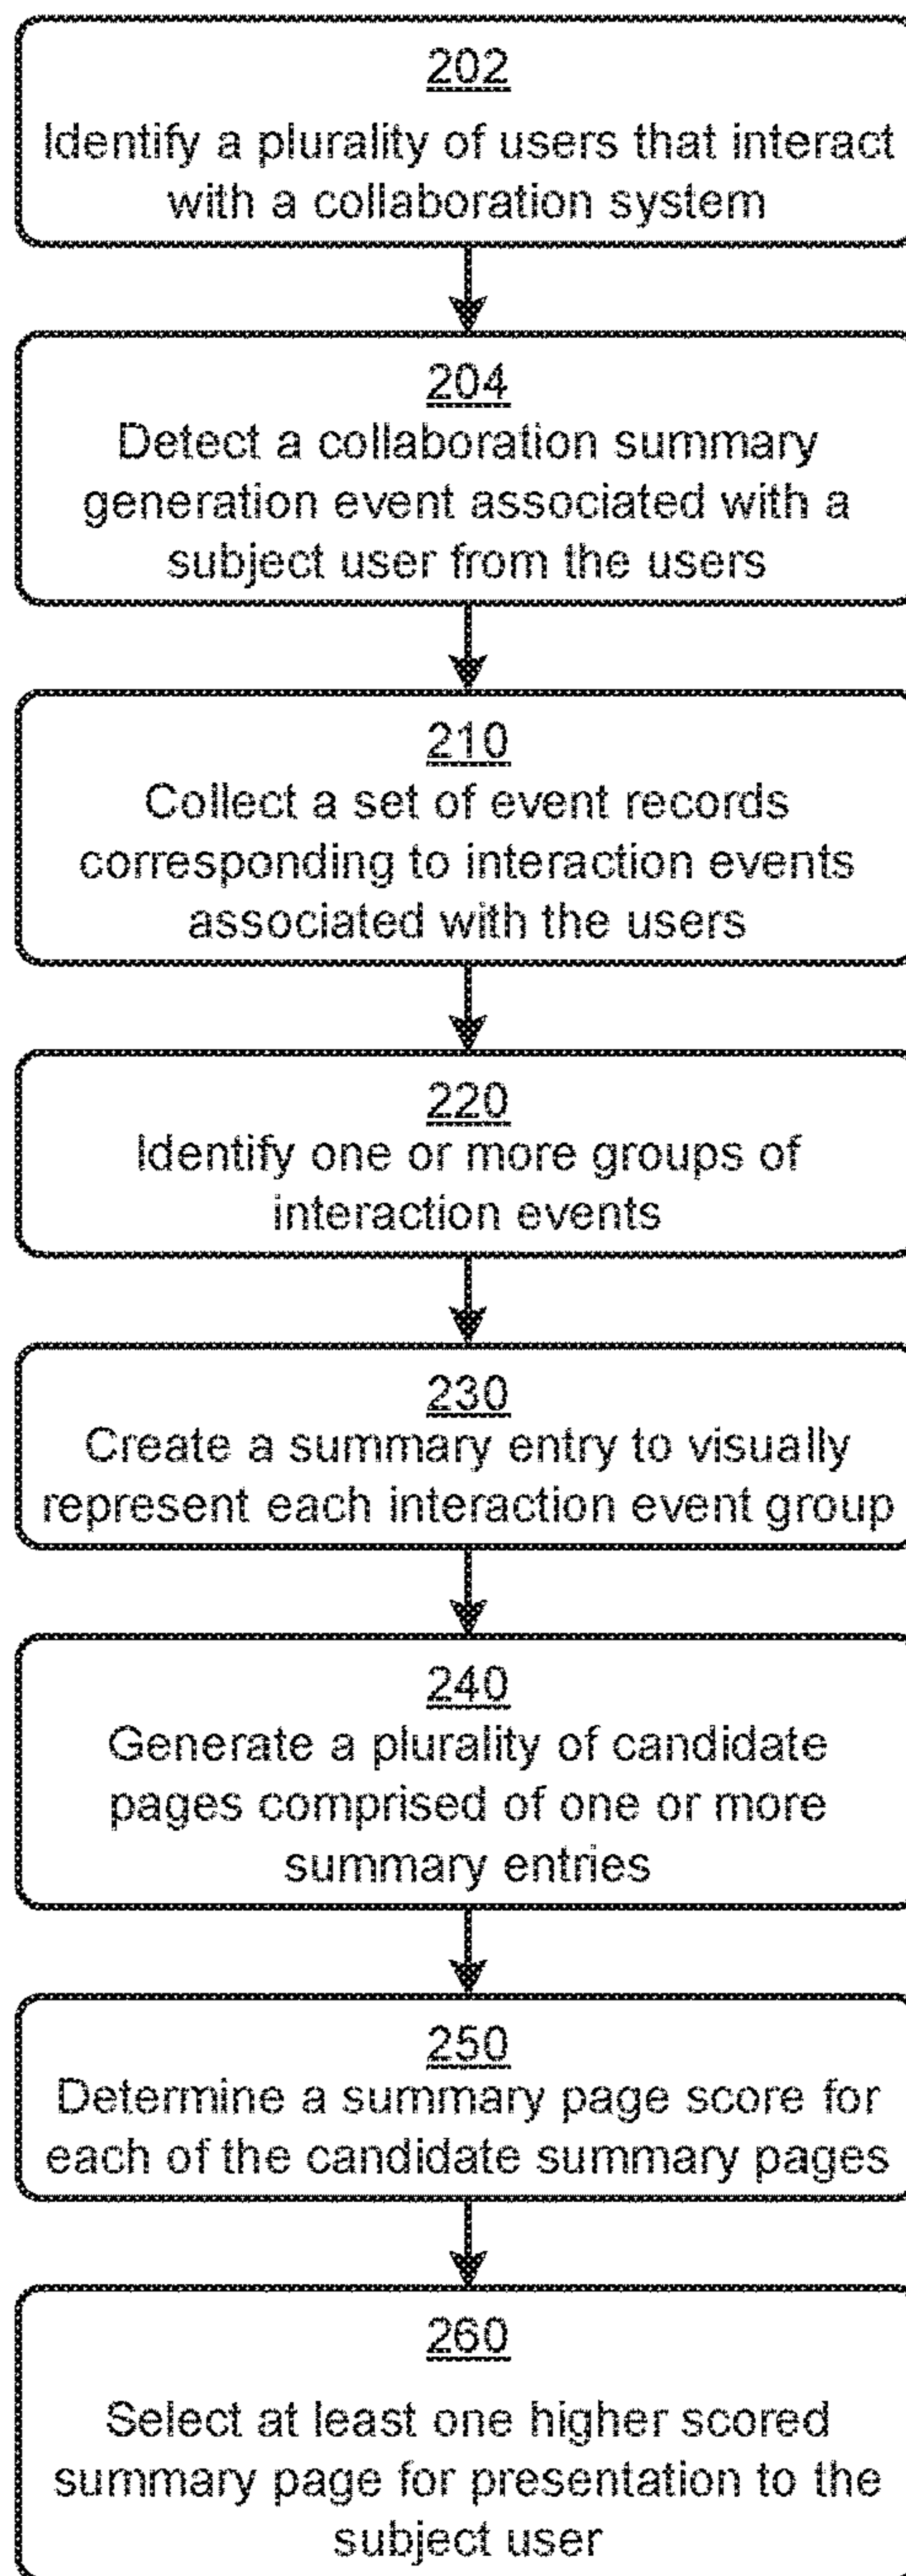 202
Identify a plurality of users that interact
with a collaboration system
204
Detect a collaboration summary
generation event associated with a
subject user from the users
210
Collect a set of event records
corresponding to interaction events
associated with the users
220
Identify one or more groups of
interaction events
230
Create a summary entry to visually
represent each interaction event group
240
Generate a plurality of candidate
pages comprised of one or more
summary entries
250
Determine a summary page score for
each of the candidate summary pages
260
Select at least one higher scored
summary page for presentation to the
subject user